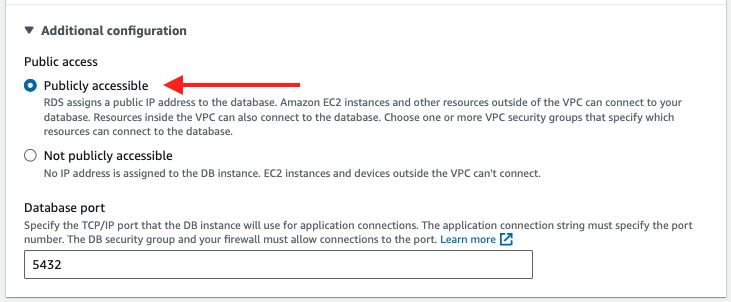 Additional configuration
Public access
Publicly accessible
RDS assigns a public IP address to the database. Amazon EC2 instances and other resources outside of the VPC can connect to your
database. Resources inside the VPC can also connect to the database. Choose one or more VPC security groups that specify which
resources can connect to the database.
Not publicly accessible
No IP address is assigned to the DB instance. EC2 instances and devices outside the VPC can't connect.
Database port
Specify the TCP/IP port that the DB instance will use for application connections. The application connection string must specify the port
number. The DB security group and your firewall must allow connections to the port. Learn more
5432